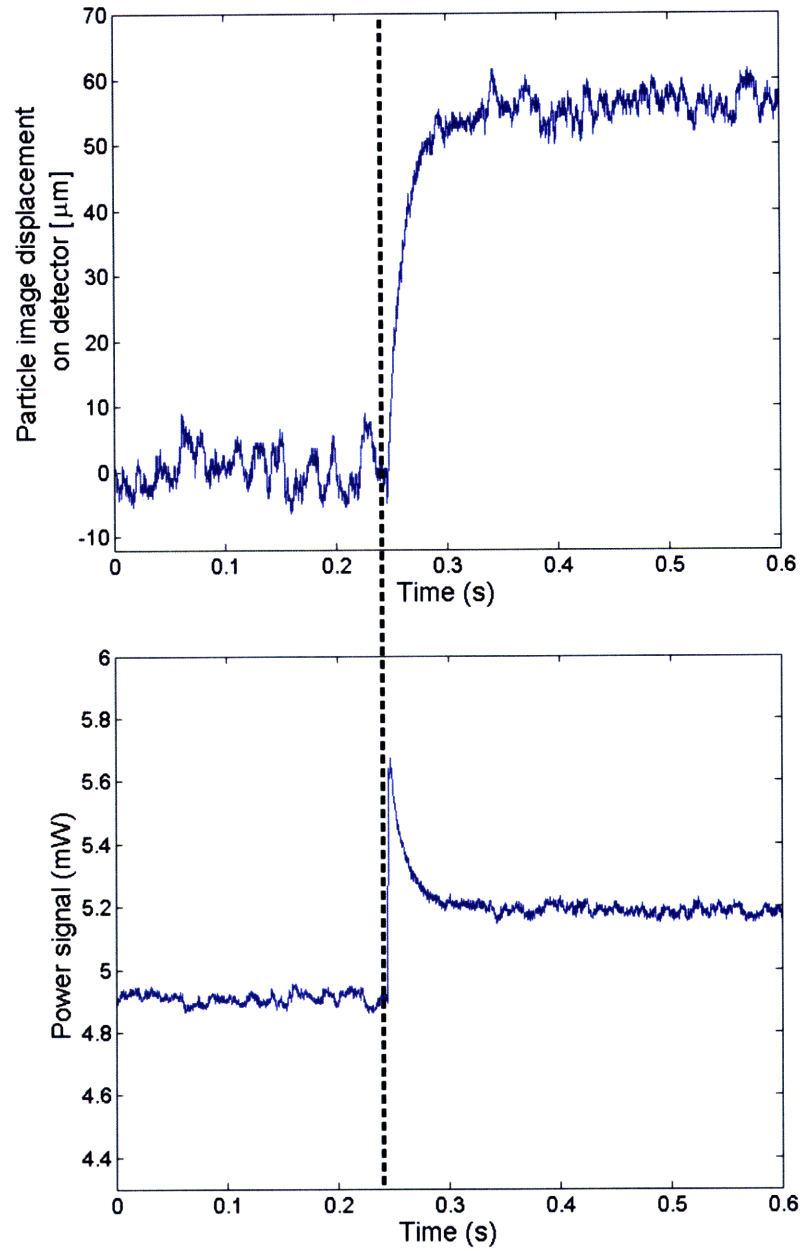 70
60
50
40
30
20
10
0
-10
Particle image displacement
on detector [μm]
0 0.1 0.2 0.3 0.4 0.5 0.6
Time (s)
6
5.8
5.6
5.4
5.2
5
4.8
4.6
4.4
Power signal (mW)
0 0.1 0.2 0.3 0.4 0.5 0.6
Time (s)